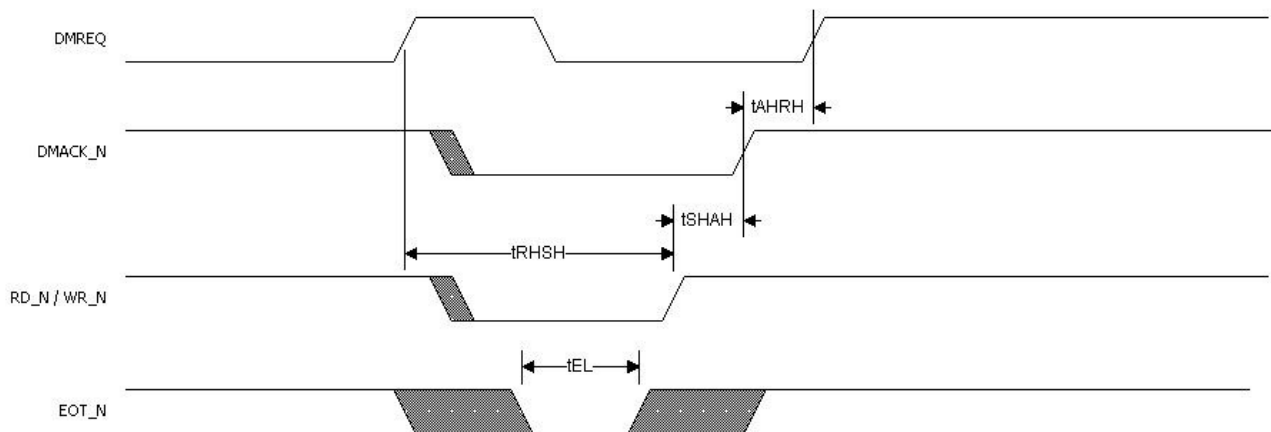 DMREQ
tAHRH
DMACK_N
tSHAH
tRHSH
RD_N / WR_N
tEL
EOT_N